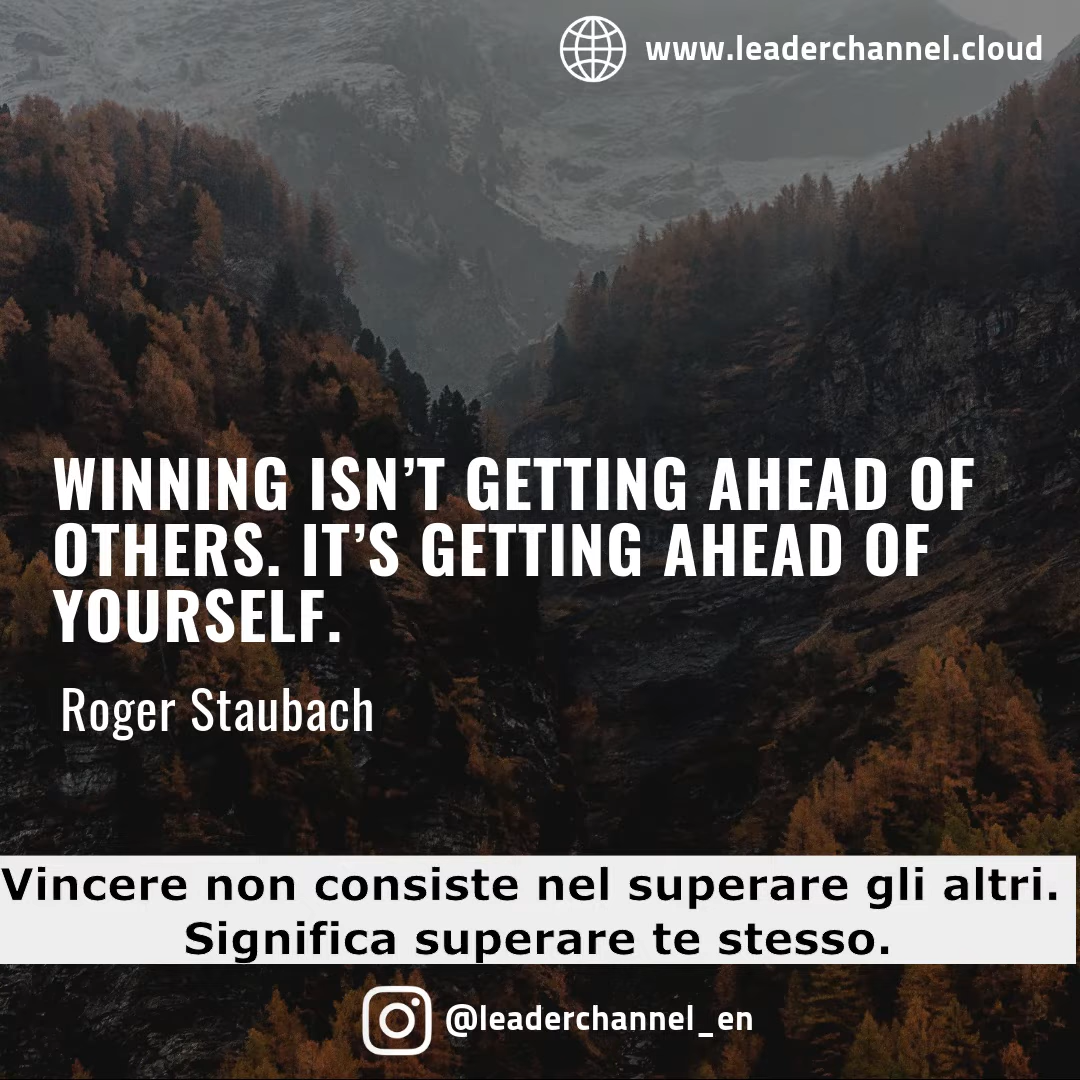 www.leaderchannel.cloud
WINNING ISN’T GETTING AHEAD OF
OTHERS. IT’S GETTING AHEAD OF
YOURSELF.
Roger Staubach
Vincere non consiste nel superare gli altri.
Significa superare te stesso.
@leaderchannel_en